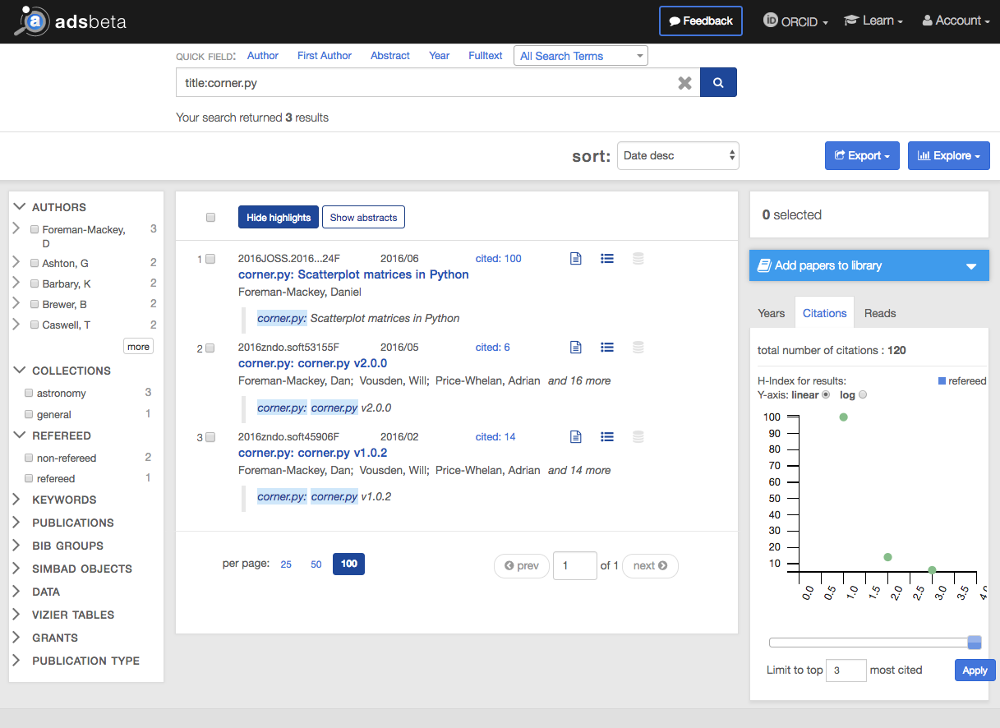 a adsbeta
Feedback
iD ORCID
Learn
Account
QUICK FIELD: Author First Author Abstract Year Fulltext All Search Terms
title:corner.py
Your search returned 3 results
sort: Date desc
Export
Explore
AUTHORS
Foreman-Mackey, 3
D
Ashton, G 2
Barbary, K 2
Brewer, B 2
Caswell, T 2
more
COLLECTIONS
astronomy 3
general 1
REFEREED
non-refereed 2
refereed 1
KEYWORDS
PUBLICATIONS
BIB GROUPS
SIMBAD OBJECTS
DATA
VIZIER TABLES
GRANTS
PUBLICATION TYPE
Hide highlights Show abstracts
1 2016JOSS.2016...24F 2016/06 cited: 100
corner.py: Scatterplot matrices in Python
Foreman-Mackey, Daniel
corner.py: Scatterplot matrices in Python
2 2016zndo.soft53155F 2016/05 cited: 6
corner.py: corner.py v2.0.0
Foreman-Mackey, Dan; Vousden, Will; Price-Whelan, Adrian and 16 more
corner.py: corner.py v2.0.0
3 2016zndo.soft45906F 2016/02 cited: 14
corner.py: corner.py v1.0.2
Foreman-Mackey, Dan; Vousden, Will; Price-Whelan, Adrian and 14 more
corner.py: corner.py v1.0.2
per page: 25 50 100
prev 1 of 1 next
0 selected
Add papers to library
Years Citations Reads
total number of citations : 120
H-Index for results:
refereed
Y-axis: linear log
100
90
80
70
60
50
40
30
20
10
0.0 0.5 1.0 1.5 2.0 2.5 3.0 3.5
Limit to top 3 most cited
Apply